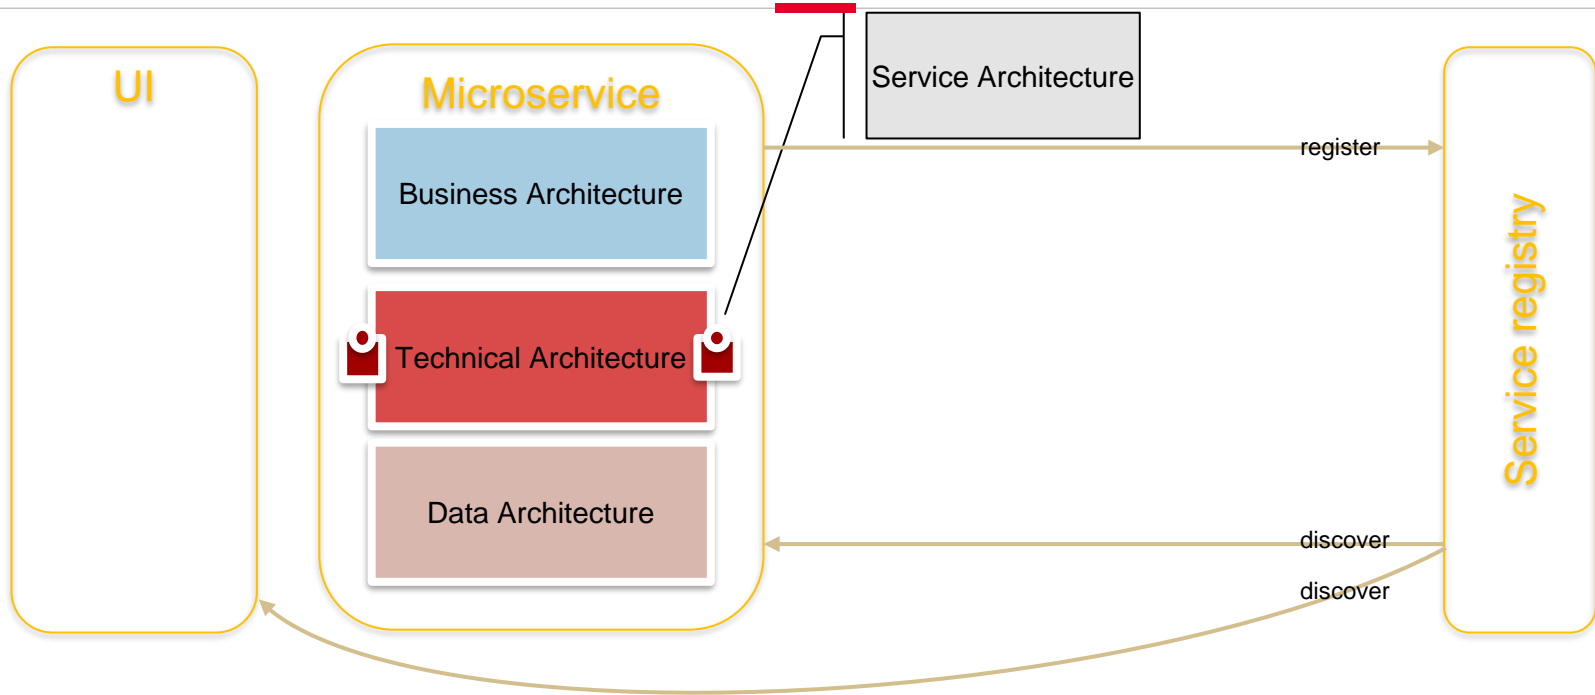 UI
Microservice
Business Architecture
Technical Architecture
Data Architecture
Service Architecture
register
discover
discover
Service registry